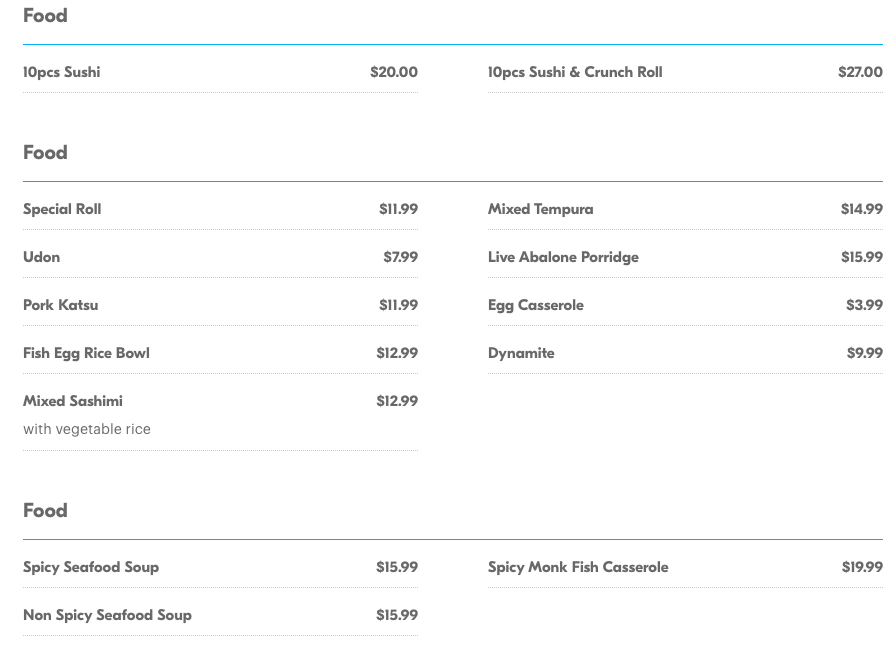 Food
10pcs Sushi $20.00
10pcs Sushi & Crunch Roll $27.00
Food
Special Roll $11.99
Mixed Tempura $14.99
Udon $7.99
Live Abalone Porridge $15.99
Pork Katsu $11.99
Egg Casserole $3.99
Fish Egg Rice Bowl $12.99
Dynamite $9.99
Mixed Sashimi $12.99
with vegetable rice
Food
Spicy Seafood Soup $15.99
Spicy Monk Fish Casserole $19.99
Non Spicy Seafood Soup $15.99